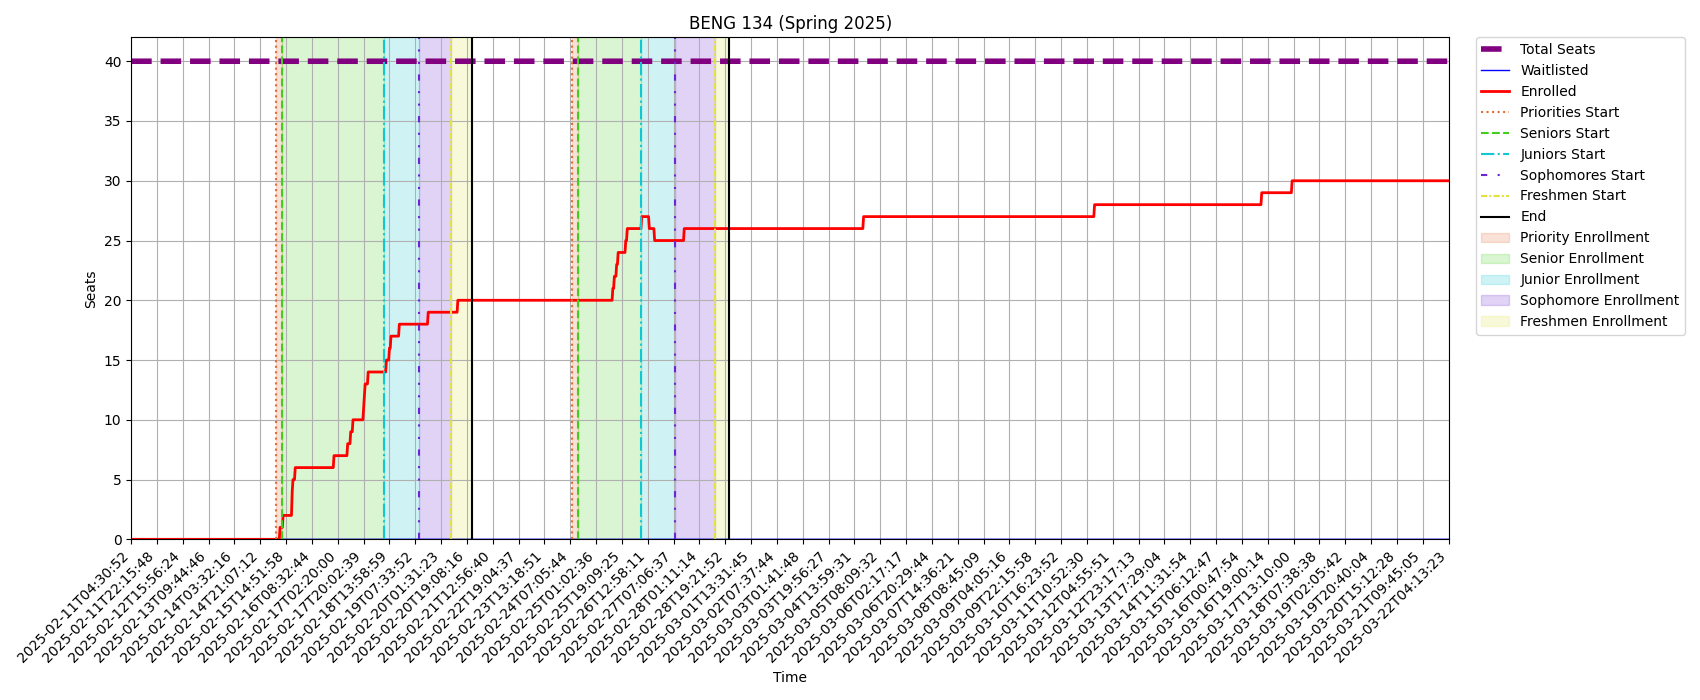 BENG 134 (Spring 2025)
Seats
40
35
30
25
20
15
10
5
0
2025-02-11T04:30:52
2025-02-11T22:15:48
2025-02-12T15:56:24
2025-02-13T09:44:46
2025-02-14T03:32:16
2025-02-14T21:07:12
2025-02-15T14:51:58
2025-02-16T08:32:44
2025-02-17T02:20:00
2025-02-17T20:02:39
2025-02-18T13:58:59
2025-02-19T07:33:52
2025-02-20T01:31:23
2025-02-20T19:08:16
2025-02-21T12:56:40
2025-02-22T19:04:37
2025-02-23T13:18:51
2025-02-24T07:05:44
2025-02-25T01:02:36
2025-02-25T19:09:25
2025-02-26T12:58:11
2025-02-27T07:06:37
2025-02-28T01:11:14
2025-02-28T19:21:52
2025-03-01T13:31:45
2025-03-02T07:37:44
2025-03-03T01:41:48
2025-03-03T19:56:27
2025-03-04T13:59:31
2025-03-05T08:09:32
2025-03-06T02:17:17
2025-03-06T20:29:44
2025-03-07T14:36:21
2025-03-08T08:45:09
2025-03-09T04:05:16
2025-03-09T22:15:58
2025-03-10T16:23:52
2025-03-11T10:52:30
2025-03-12T04:55:51
2025-03-12T23:17:13
2025-03-13T17:29:04
2025-03-14T11:31:54
2025-03-15T06:12:47
2025-03-16T00:47:54
2025-03-16T19:00:14
2025-03-17T13:10:00
2025-03-18T07:38:38
2025-03-19T02:05:42
2025-03-19T20:40:04
2025-03-20T15:12:28
2025-03-21T09:45:05
2025-03-22T04:13:23
Time
Total Seats
Waitlisted
Enrolled
Priorities Start
Seniors Start
Juniors Start
Sophomores Start
Freshmen Start
End
Priority Enrollment
Senior Enrollment
Junior Enrollment
Sophomore Enrollment
Freshmen Enrollment